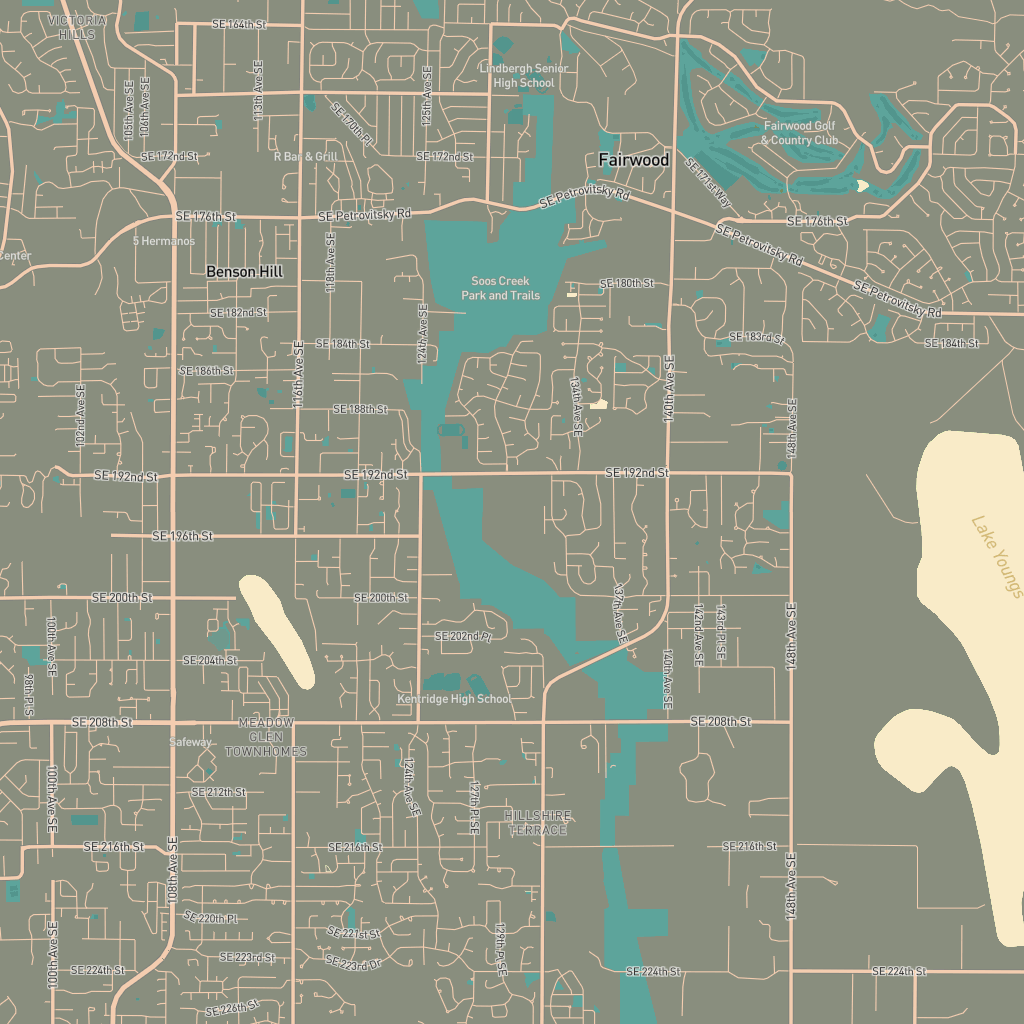 VICTORIA
HILLS
SE 164th St
105th Ave SE
106th Ave SE
113th Ave SE
SE 170th Pl
125th Ave SE
Lindbergh Senior
High School
Fairwood Golf
& Country Club
SE 172nd St
R Bar & Grill
SE 172nd St
Fairwood
SE 171st Way
SE 176th St
SE Petrovitsky Rd
SE Petrovitsky Rd
SE 176th St
SE Petrovitsky Rd
5 Hermanos
Center
Benson Hill
118th Ave SE
Soos Creek
Park and Trails
SE 180th St
SE Petrovitsky Rd
SE 182nd St
124th Ave SE
SE 184th St
SE 183rd St
SE 184th St
SE 186th St
116th Ave SE
102nd Ave SE
SE 188th St
134th Ave SE
140th Ave SE
148th Ave SE
SE 192nd St
SE 192nd St
SE 192nd St
SE 196th St
Lake Youngs
SE 200th St
SE 200th St
100th Ave SE
SE 202nd Pl
137th Ave SE
142nd Ave SE
143rd Pl SE
148th Ave SE
SE 204th St
98th Pl S
140th Ave SE
Kentridge High School
SE 208th St
MEADOW
GLEN
TOWNHOMES
SE 208th St
Safeway
100th Ave SE
SE 212th St
124th Ave SE
127th Pl SE
HILLSHIRE
TERRACE
SE 216th St
108th Ave SE
SE 216th St
SE 216th St
148th Ave SE
SE 220th Pl
SE 221st St
100th Ave SE
SE 223rd St
SE 223rd Dr
129th Pl SE
SE 224th St
SE 224th St
SE 224th St
SE 226th St